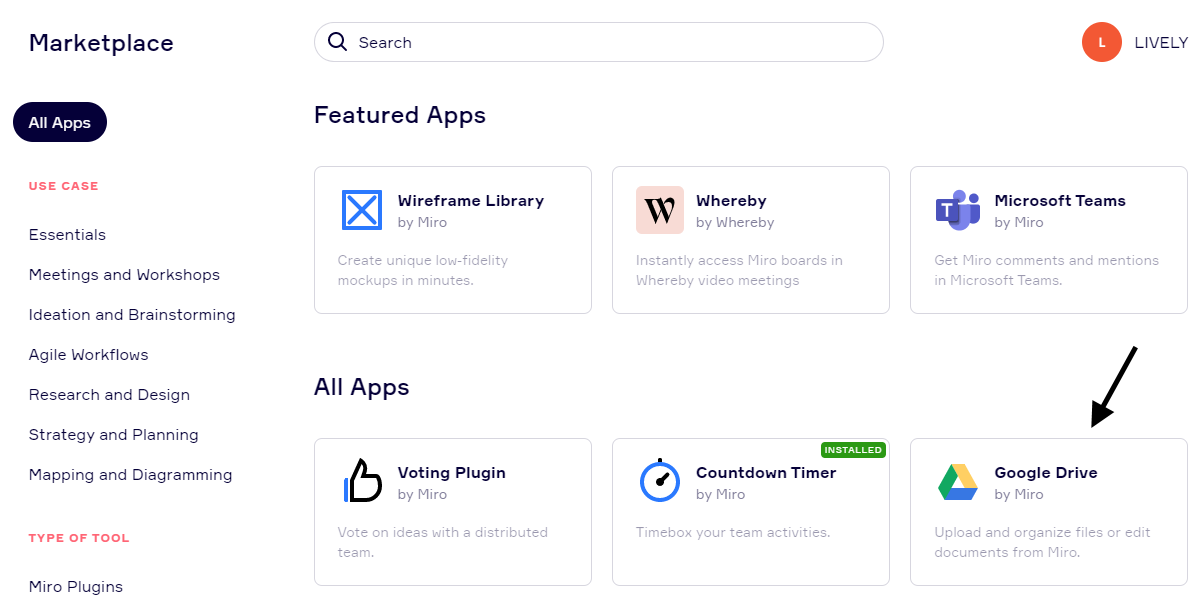 Marketplace
Search
L
LIVELY
All Apps
USE CASE
Essentials
Meetings and Workshops
Ideation and Brainstorming
Agile Workflows
Research and Design
Strategy and Planning
Mapping and Diagramming
TYPE OF TOOL
Miro Plugins
Featured Apps
Wireframe Library
by Miro
Create unique low-fidelity
mockups in minutes.
W
Whereby
by Whereby
Instantly access Miro boards in
Whereby video meetings
T
Microsoft Teams
by Miro
Get Miro comments and mentions
in Microsoft Teams.
All Apps
Voting Plugin
by Miro
Vote on ideas with a distributed
team.
INSTALLED
Countdown Timer
by Miro
Timebox your team activities.
Google Drive
by Miro
Upload and organize files or edit
documents from Miro.